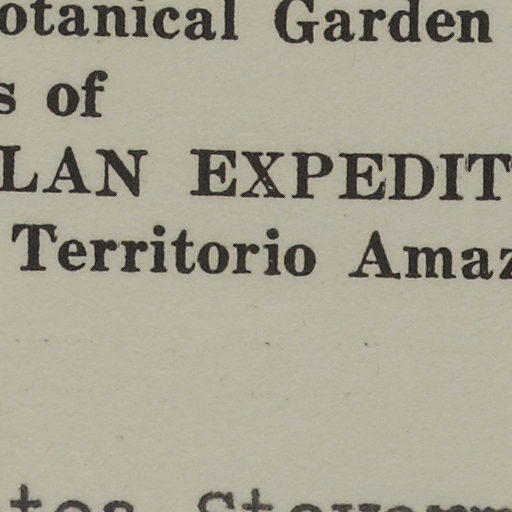 otanical Garden
s of
LAN EXPEDIT
Territorio Amaz